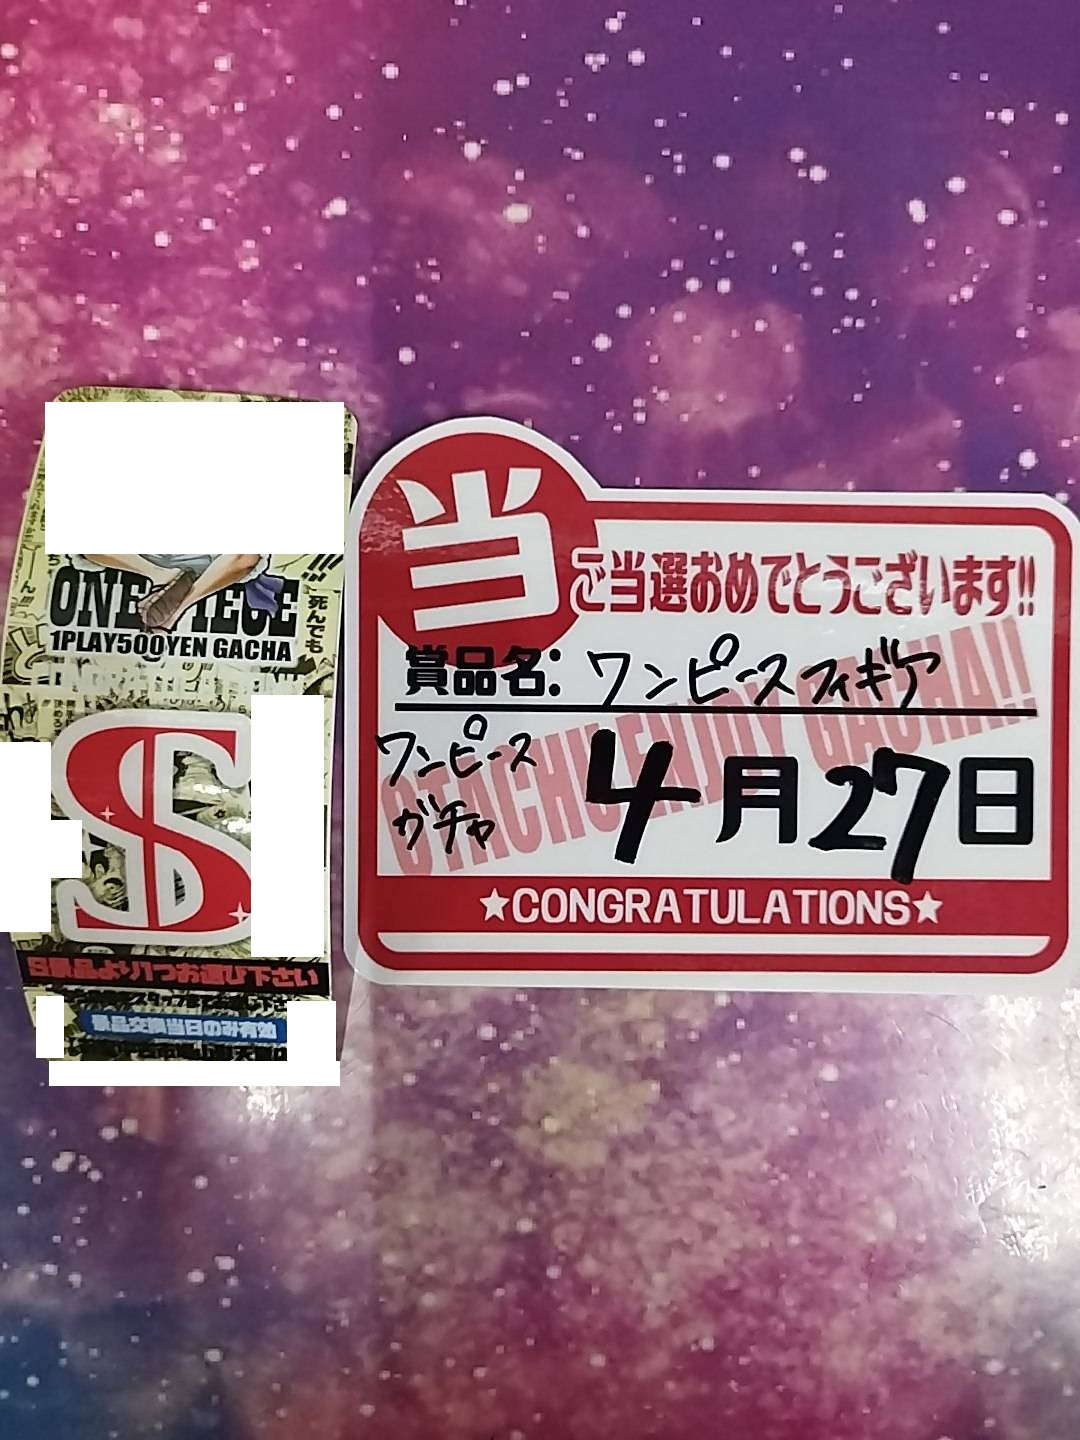 ONE PIECE
1PLAY500YEN GACHA
死んでも
S
S景品より1つお選び下さい
景品交換当日のみ有効
当
ご当選おめでとうございます!!
賞品名:ワンピースフィギア
OTACHU ENJOY GACHA!!
ワンピース
ガチャ
4月27日
★CONGRATULATIONS★